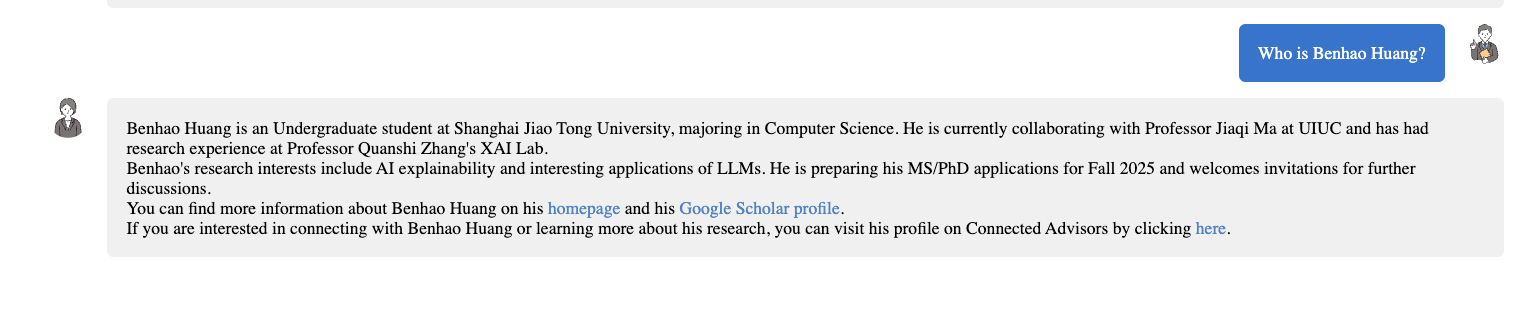 Who is Benhao Huang?
Benhao Huang is an Undergraduate student at Shanghai Jiao Tong University, majoring in Computer Science. He is currently collaborating with Professor Jiaqi Ma at UIUC and has had
research experience at Professor Quanshi Zhang's XAI Lab.
Benhao's research interests include AI explainability and interesting applications of LLMs. He is preparing his MS/PhD applications for Fall 2025 and welcomes invitations for further
discussions.
You can find more information about Benhao Huang on his homepage and his Google Scholar profile.
If you are interested in connecting with Benhao Huang or learning more about his research, you can visit his profile on Connected Advisors by clicking here.